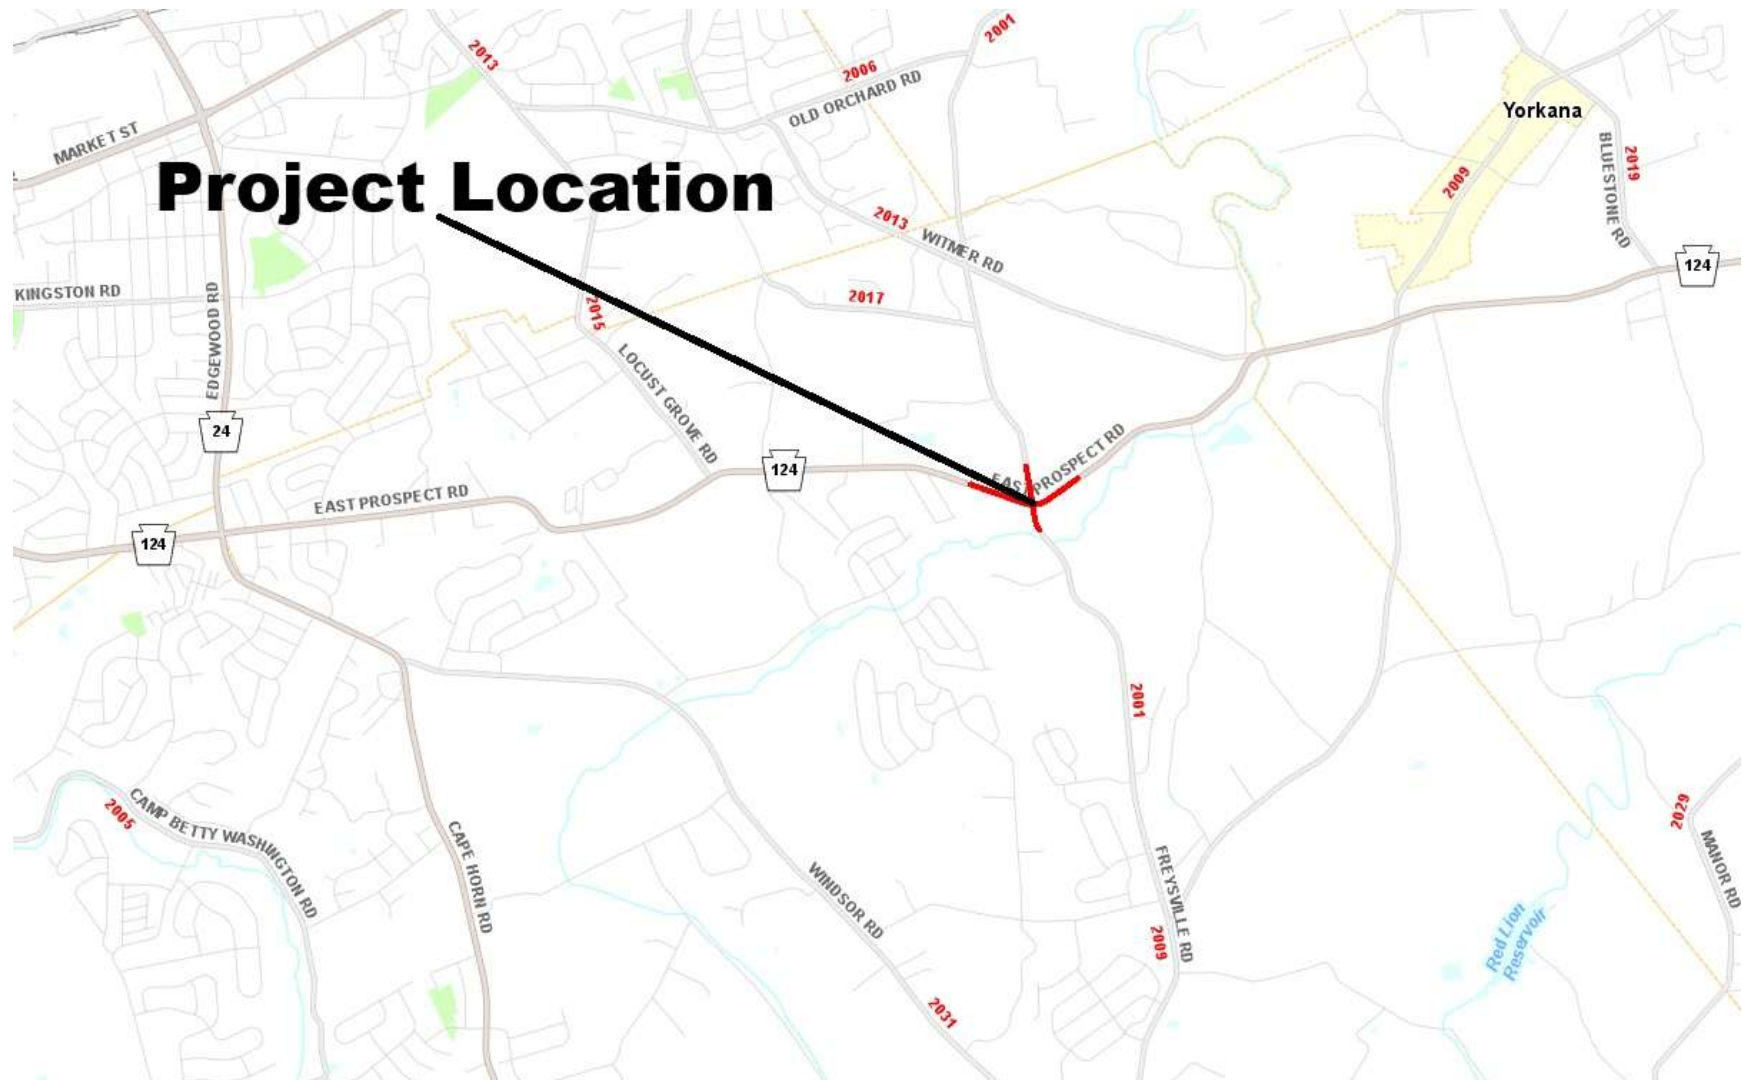 2013
2001
2006
OLD ORCHARD RD
Yorkana
MARKET ST
BLUESTONE RD
2019
2009
Project Location
2013
WITMER RD
124
KINGSTON RD
EDGEWOOD RD
2015
2017
LOCUST GROVE RD
24
124
EAST PROSPECT RD
EAST PROSPECT RD
124
2001
CAMP BETTY WASHINGTON RD
2005
CAPE HORN RD
WINDSOR RD
FREYSVILLE RD
2029
MANOR RD
2009
Red Lion
Reservoir
2031